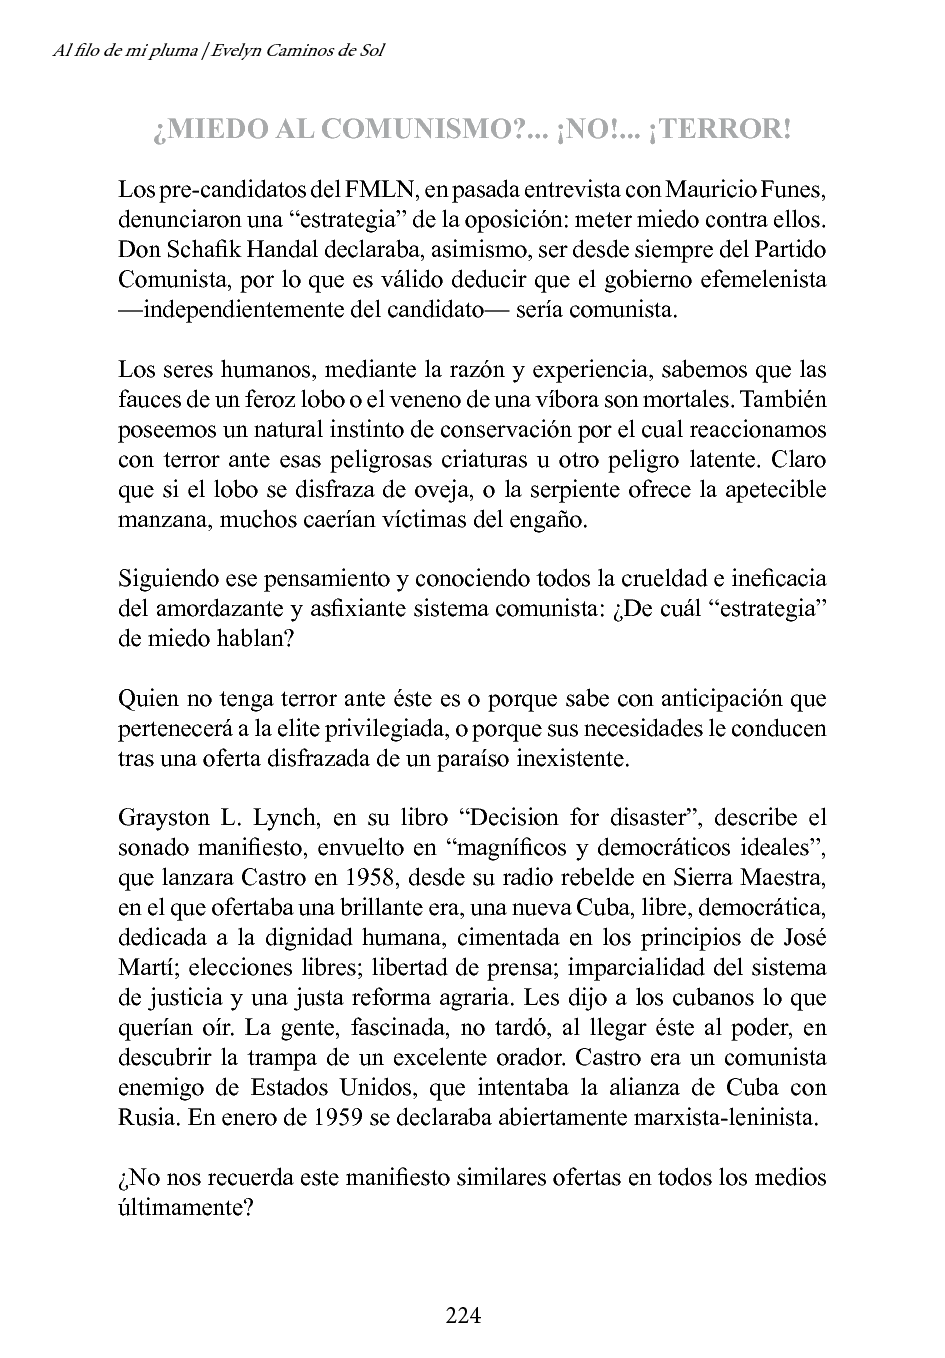 Al filo de mi pluma | Evelyn Caminos de Sol
¿MIEDO AL COMUNISMO?... ¡NO!... ¡TERROR!
Los pre-candidatos del FMLN, en pasada entrevista con Mauricio Funes,
denunciaron una “estrategia” de la oposición: meter miedo contra ellos.
Don Schafik Handal declaraba, asimismo, ser desde siempre del Partido
Comunista, por lo que es válido deducir que el gobierno efemelenista
—independientemente del candidato— sería comunista.
Los seres humanos, mediante la razón y experiencia, sabemos que las
fauces de un feroz lobo o el veneno de una víbora son mortales. También
poseemos un natural instinto de conservación por el cual reaccionamos
con terror ante esas peligrosas criaturas u otro peligro latente. Claro
que si el lobo se disfraza de oveja, o la serpiente ofrece la apetecible
manzana, muchos caerían víctimas del engaño.
Siguiendo ese pensamiento y conociendo todos la crueldad e ineficacia
del amordazante y asfixiante sistema comunista: ¿De cuál “estrategia”
de miedo hablan?
Quien no tenga terror ante éste es o porque sabe con anticipación que
pertenecerá a la elite privilegiada, o porque sus necesidades le conducen
tras una oferta disfrazada de un paraíso inexistente.
Grayston L. Lynch, en su libro “Decision for disaster”, describe el
sonado manifiesto, envuelto en “magníficos y democráticos ideales”,
que lanzara Castro en 1958, desde su radio rebelde en Sierra Maestra,
en el que ofertaba una brillante era, una nueva Cuba, libre, democrática,
dedicada a la dignidad humana, cimentada en los principios de José
Martí; elecciones libres; libertad de prensa; imparcialidad del sistema
de justicia y una justa reforma agraria. Les dijo a los cubanos lo que
querían oír. La gente, fascinada, no tardó, al llegar éste al poder, en
descubrir la trampa de un excelente orador. Castro era un comunista
enemigo de Estados Unidos, que intentaba la alianza de Cuba con
Rusia. En enero de 1959 se declaraba abiertamente marxista-leninista.
¿No nos recuerda este manifiesto similares ofertas en todos los medios
últimamente?
224